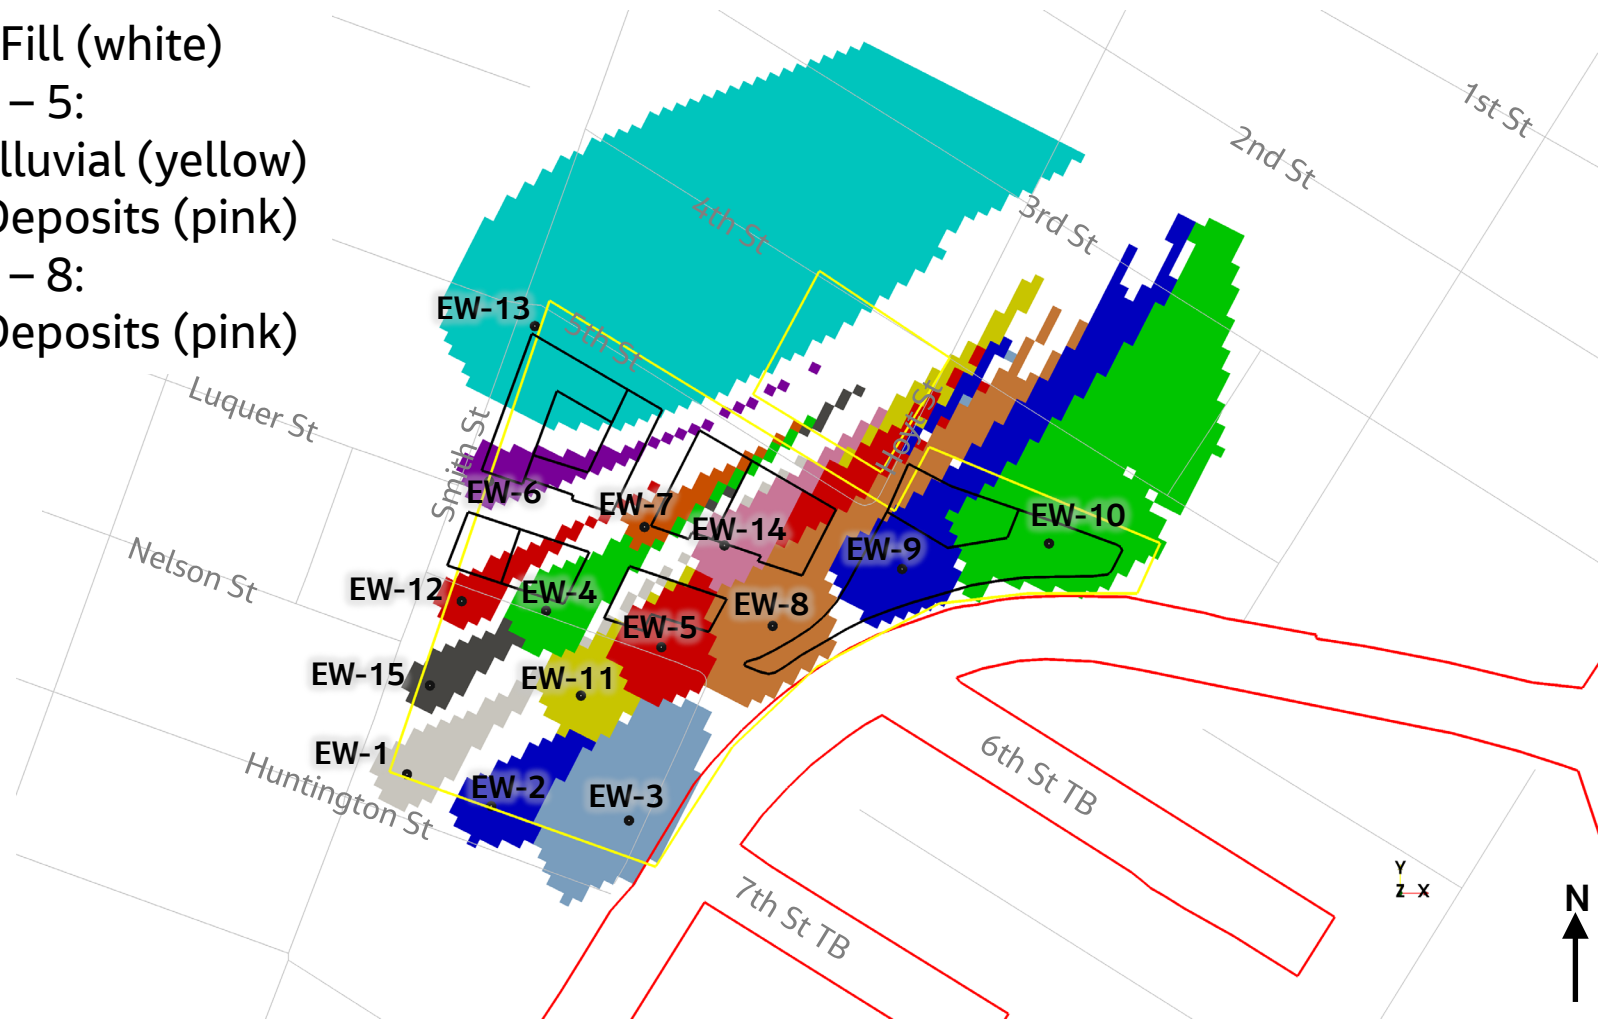 Fill (white)
– 5:
lluvial (yellow)
Deposits (pink)
– 8:
Deposits (pink)
1st St
2nd St
3rd St
4th St
5th St
EW-13
Luquer St
Smith St
Hoyt St
EW-6
EW-7
EW-14
EW-10
EW-9
Nelson St
EW-12
EW-4
EW-8
EW-5
EW-15
EW-11
EW-1
Huntington St
EW-2
EW-3
6th St TB
7th St TB
Y
Z X
N